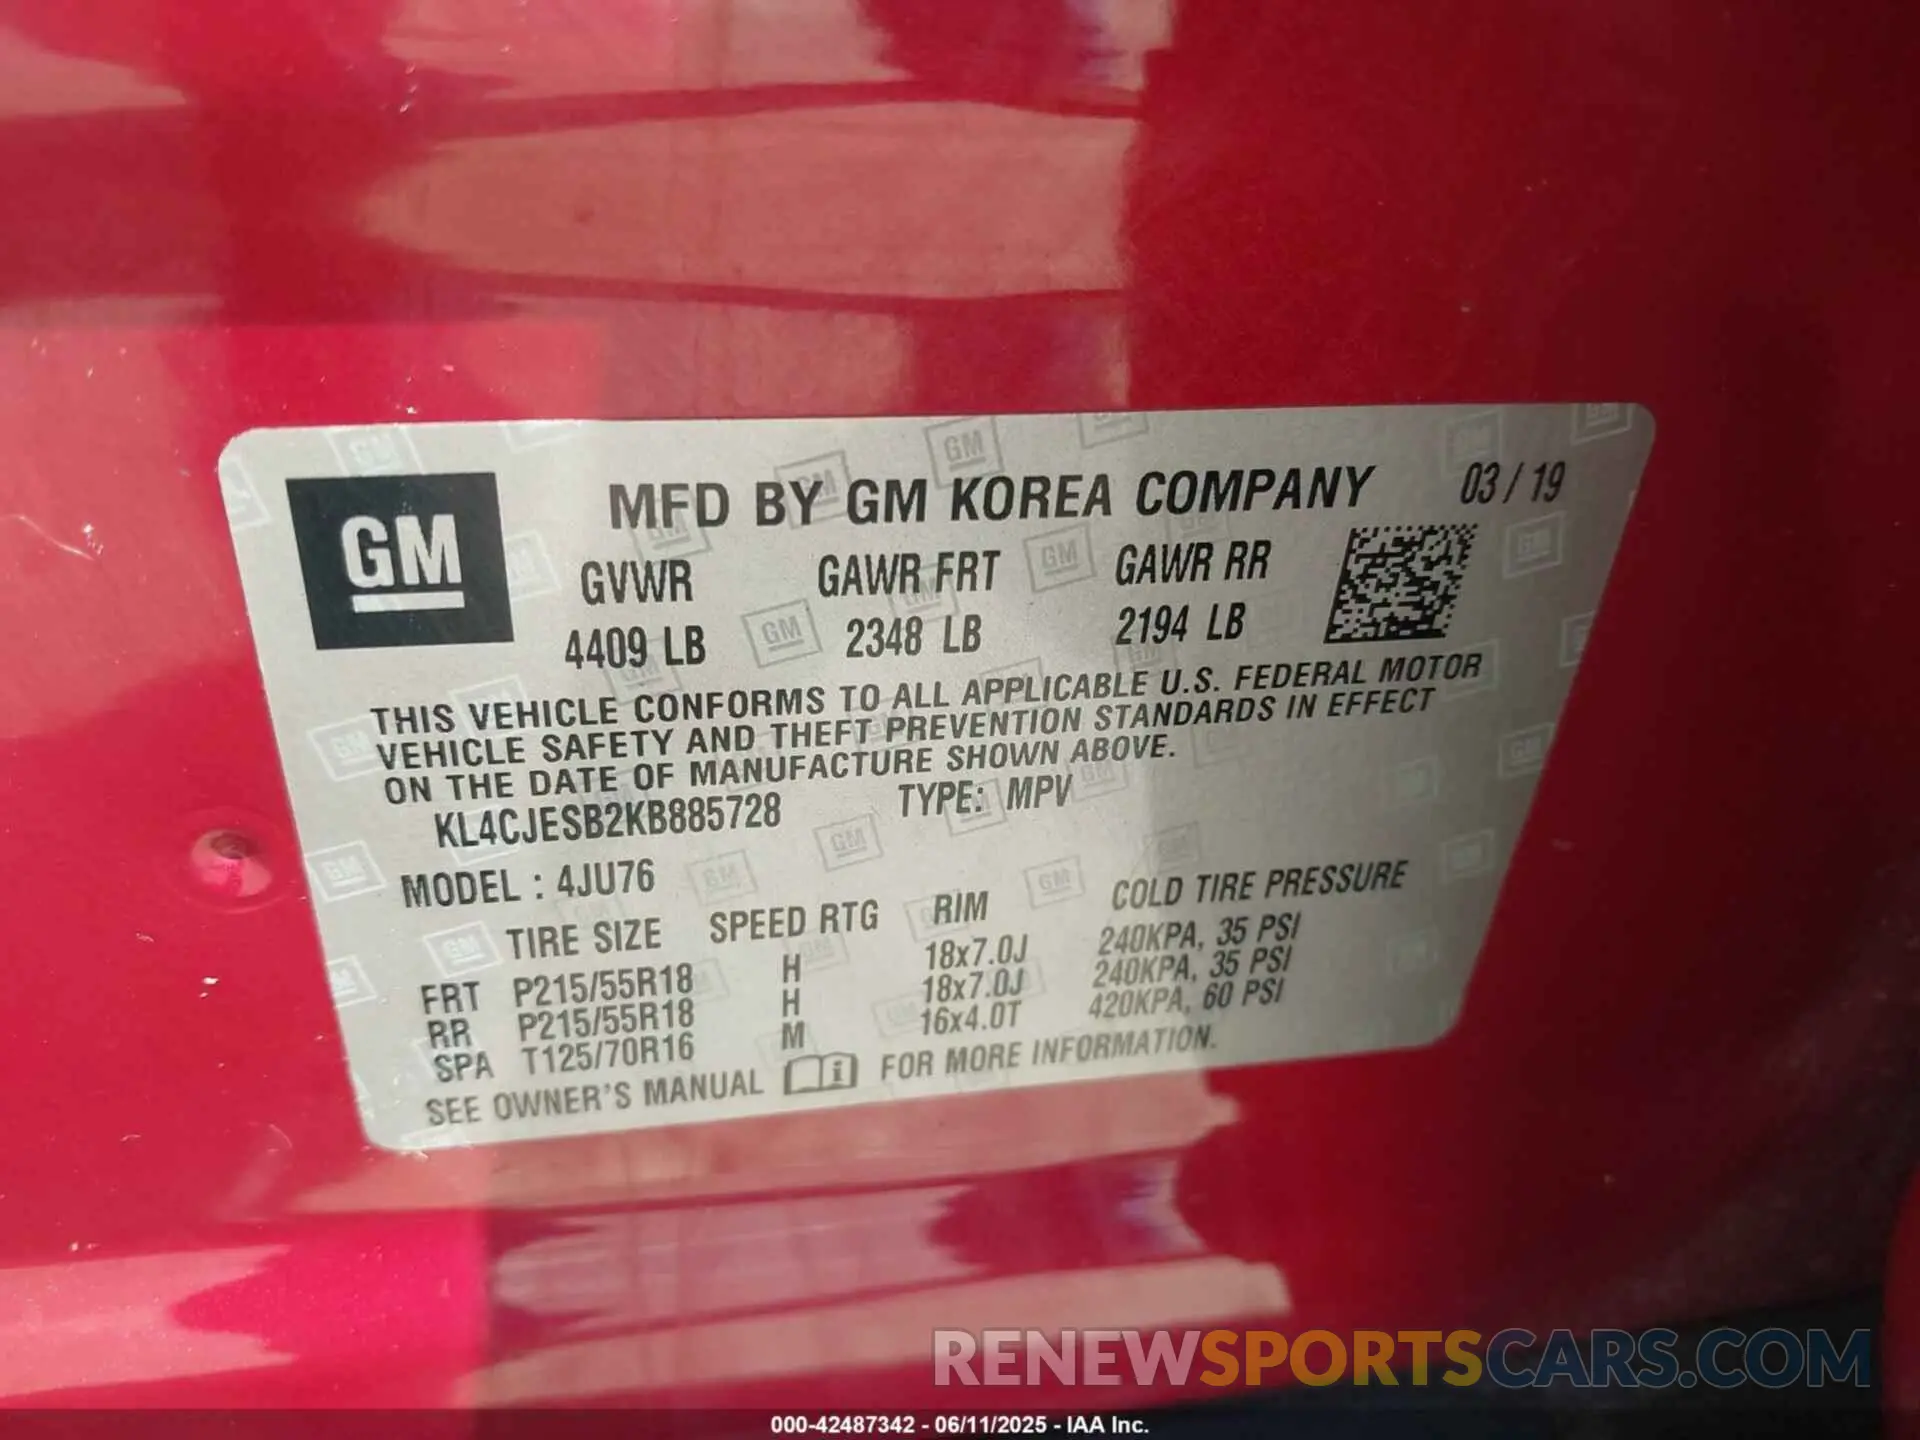 GM
MFD BY GM KOREA COMPANY 03 / 19
GVWR GAWR FRT GAWR RR
4409 LB 2348 LB 2194 LB
THIS VEHICLE CONFORMS TO ALL APPLICABLE U.S. FEDERAL MOTOR
VEHICLE SAFETY AND THEFT PREVENTION STANDARDS IN EFFECT
ON THE DATE OF MANUFACTURE SHOWN ABOVE.
KL4CJESB2KB885728 TYPE: MPV
MODEL : 4JU76
TIRE SIZE SPEED RTG RIM COLD TIRE PRESSURE
FRT P215/55R18 H 18x7.0J 240KPA, 35 PSI
RR P215/55R18 H 18x7.0J 240KPA, 35 PSI
SPA T125/70R16 M 16x4.0T 420KPA, 60 PSI
SEE OWNER'S MANUAL i FOR MORE INFORMATION.
RENEWSPORTSCARS.COM
000-42487342 - 06/11/2025 - IAA Inc.